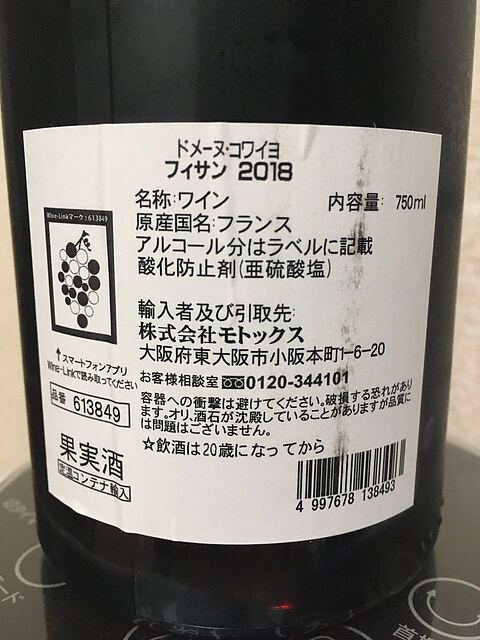 ドメーヌ・コワイヨ
フィサン 2018
名称:ワイン 内容量: 750ml
原産国名:フランス
アルコール分はラベルに記載
酸化防止剤(亜硫酸塩)
Wine-Linkマーク:613849
輸入者及び引取先:
株式会社モトックス
大阪府東大阪市小阪本町1-6-20
↑スマートフォンアプリ
Wine-Linkで読み取ってください
お客様相談室 0120-344101
容器への衝撃は避けてください。破損する恐れがあり
ます。オリ、酒石が沈殿していることがありますが品質に
は問題はございません。
品番 613849
☆飲酒は20歳になってから
果実酒
定温コンテナ輸入
4 997678 138493